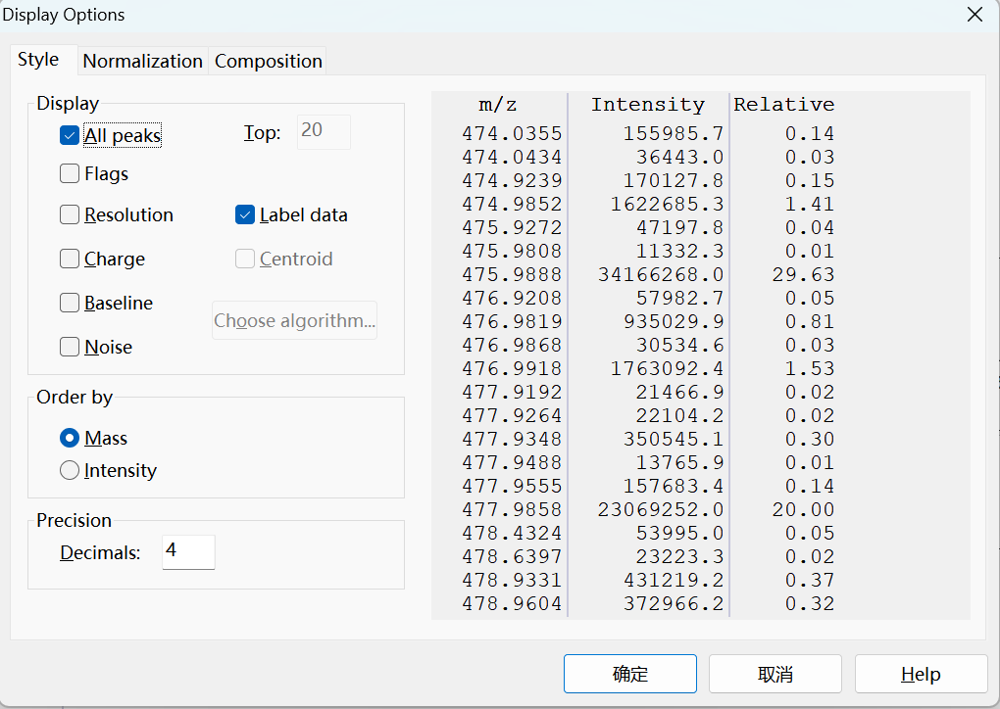 Display Options
Style Normalization Composition
Display
All peaks Top: 20
Flags
Resolution Label data
Charge Centroid
Baseline
Choose algorithm...
Noise
Order by
Mass
Intensity
Precision
Decimals: 4
m/z Intensity Relative
474.0355 155985.7 0.14
474.0434 36443.0 0.03
474.9239 170127.8 0.15
474.9852 1622685.3 1.41
475.9272 47197.8 0.04
475.9808 11332.3 0.01
475.9888 34166268.0 29.63
476.9208 57982.7 0.05
476.9819 935029.9 0.81
476.9868 30534.6 0.03
476.9918 1763092.4 1.53
477.9192 21466.9 0.02
477.9264 22104.2 0.02
477.9348 350545.1 0.30
477.9488 13765.9 0.01
477.9555 157683.4 0.14
477.9858 23069252.0 20.00
478.4324 53995.0 0.05
478.6397 23223.3 0.02
478.9331 431219.2 0.37
478.9604 372966.2 0.32
确定 取消 Help